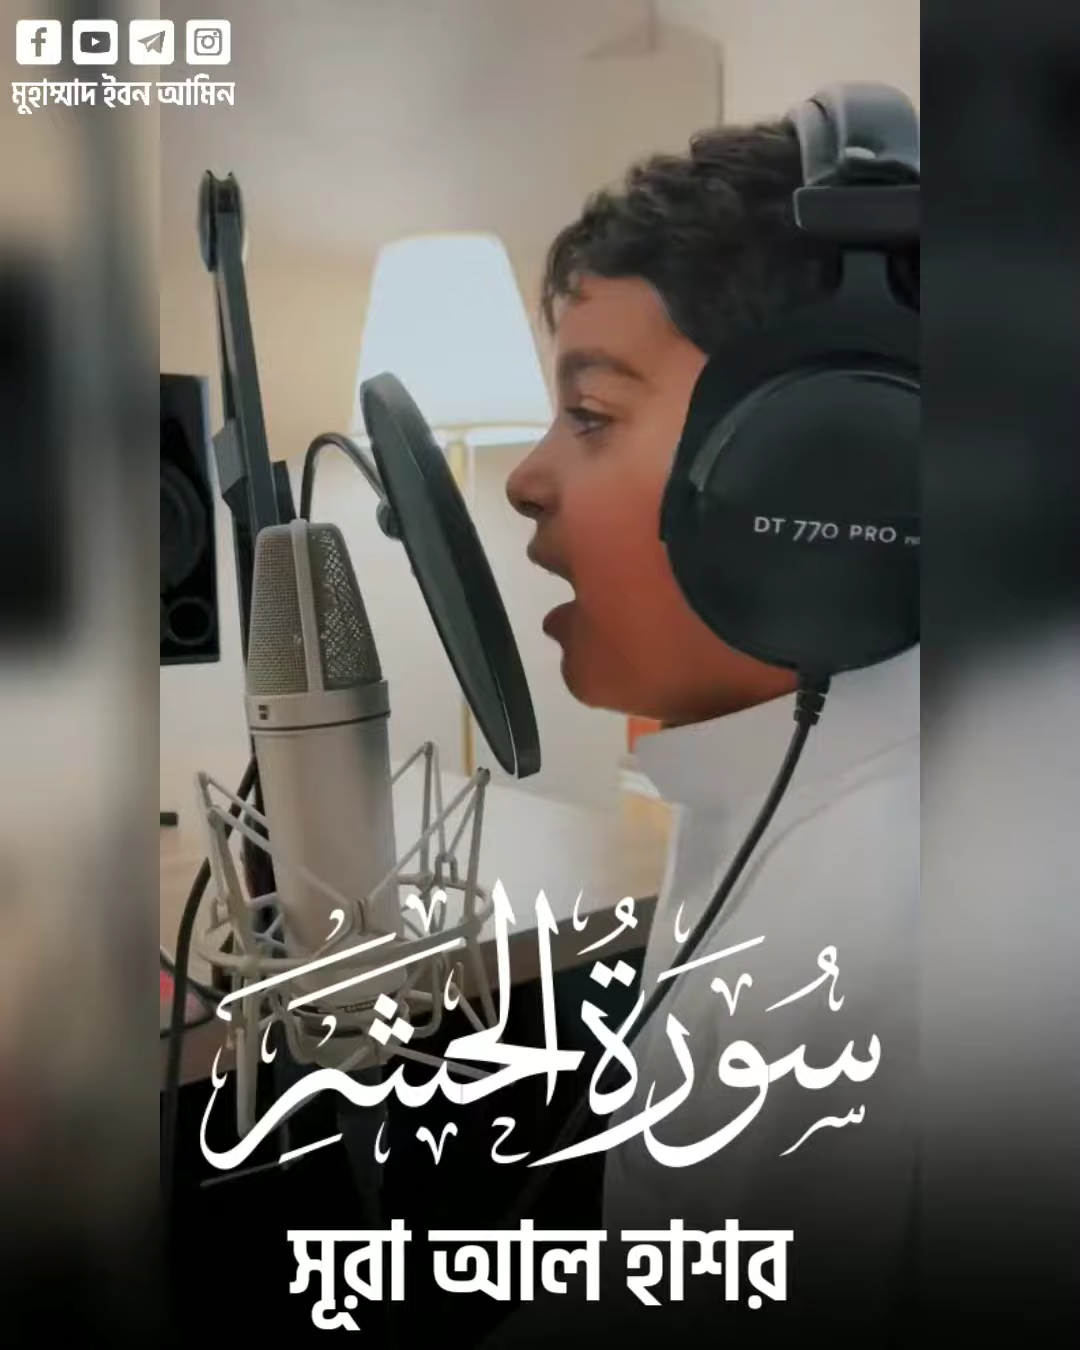 মুহাম্মাদ ইবন আমিন
DT 770 PRO
سُورَةُ الحَشْرِ
সূরা আল হাশর